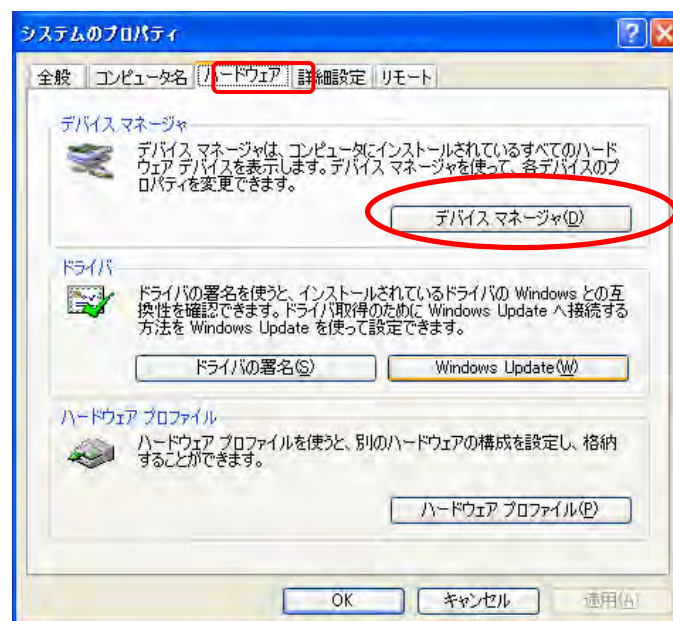 システムのプロパティ
全般 コンピュータ名 ハードウェア 詳細設定 リモート
デバイス マネージャ
デバイス マネージャは、コンピュータにインストールされているすべてのハード
ウェア デバイスを表示します。デバイス マネージャを使って、各デバイスのプ
ロパティを変更できます。
デバイス マネージャ(D)
ドライバ
ドライバの署名を使うと、インストールされているドライバの Windows との互
換性を確認できます。ドライバ取得のために Windows Update へ接続する
方法を Windows Update を使って設定できます。
ドライバの署名(S) Windows Update(W)
ハードウェア プロファイル
ハードウェア プロファイルを使うと、別のハードウェアの構成を設定し、格納
することができます。
ハードウェア プロファイル(P)
OK キャンセル 適用(A)